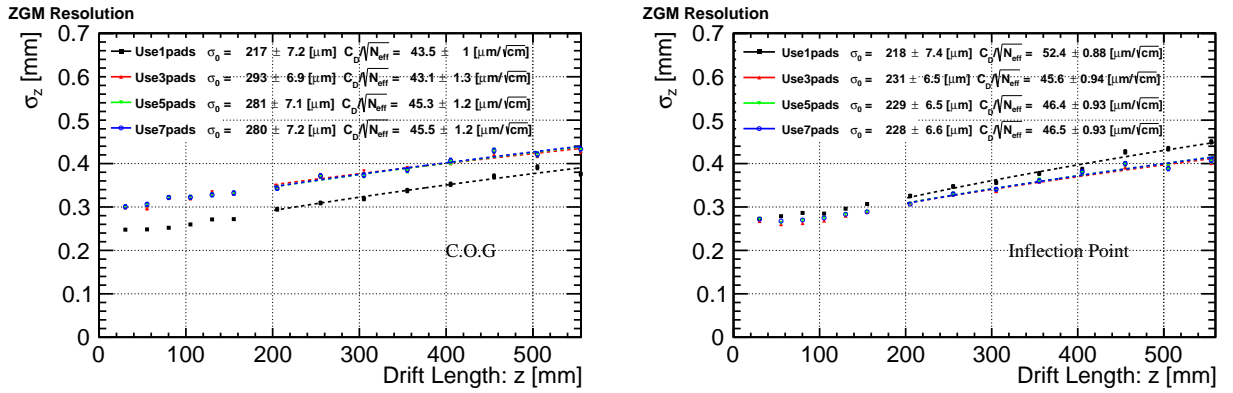 ZGM Resolution
σz [mm]
0.7
0.6
0.5
0.4
0.3
0.2
0.1
0
Use1pads σ0 = 217 ± 7.2 [μm] CD/√Neff = 43.5 ± 1 [μm/√cm]
Use3pads σ0 = 293 ± 6.9 [μm] CD/√Neff = 43.1 ± 1.3 [μm/√cm]
Use5pads σ0 = 281 ± 7.1 [μm] CD/√Neff = 45.3 ± 1.2 [μm/√cm]
Use7pads σ0 = 280 ± 7.2 [μm] CD/√Neff = 45.5 ± 1.2 [μm/√cm]
C.O.G
0 100 200 300 400 500
Drift Length: z [mm]
ZGM Resolution
σz [mm]
0.7
0.6
0.5
0.4
0.3
0.2
0.1
0
Use1pads σ0 = 218 ± 7.4 [μm] CD/√Neff = 52.4 ± 0.88 [μm/√cm]
Use3pads σ0 = 231 ± 6.5 [μm] CD/√Neff = 45.6 ± 0.94 [μm/√cm]
Use5pads σ0 = 229 ± 6.5 [μm] CD/√Neff = 46.4 ± 0.93 [μm/√cm]
Use7pads σ0 = 228 ± 6.6 [μm] CD/√Neff = 46.5 ± 0.93 [μm/√cm]
Inflection Point
0 100 200 300 400 500
Drift Length: z [mm]